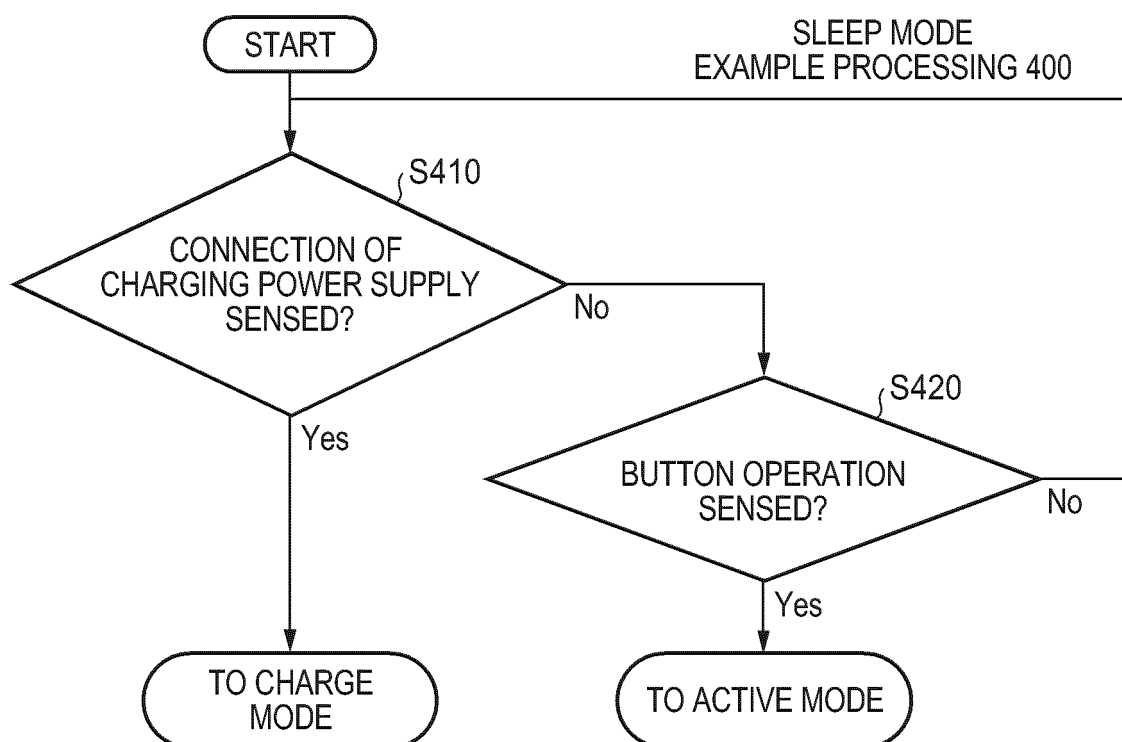 START
SLEEP MODE
EXAMPLE PROCESSING 400
S410
CONNECTION OF
CHARGING POWER SUPPLY
SENSED?
No
Yes
S420
BUTTON OPERATION
SENSED?
No
Yes
TO CHARGE
MODE
TO ACTIVE MODE